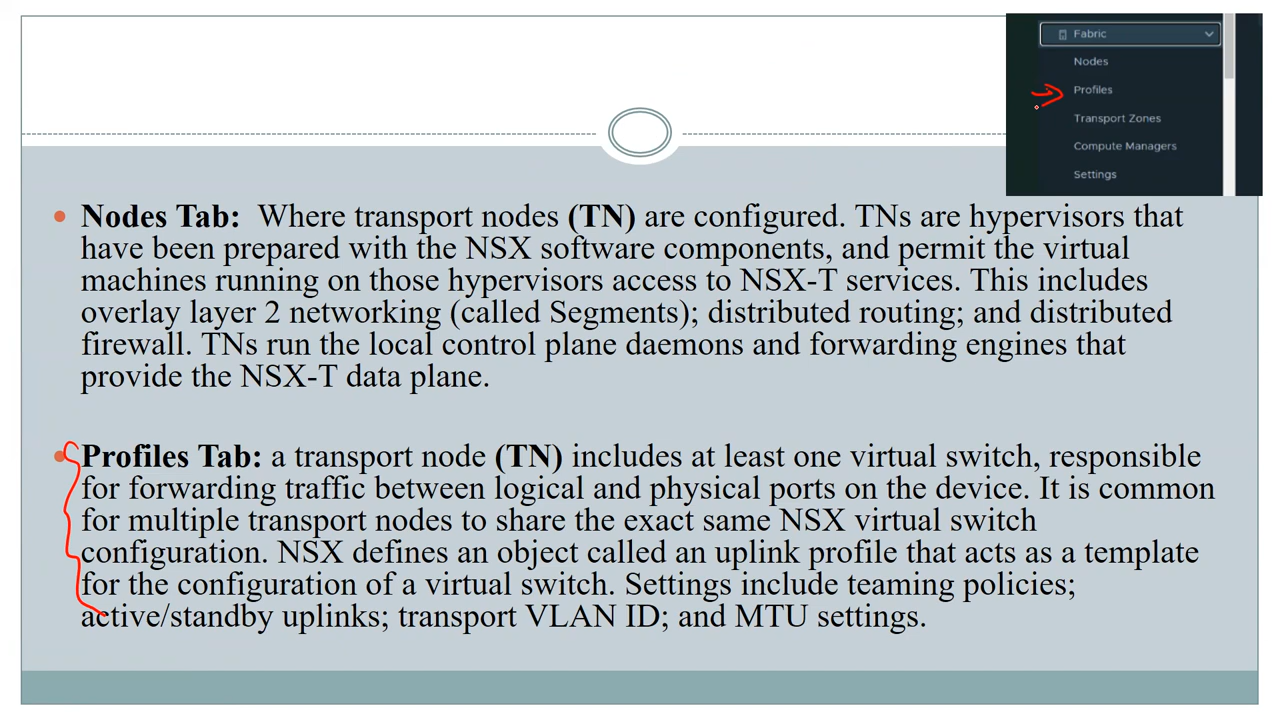 Fabric
Nodes
Profiles
Transport Zones
Compute Managers
Settings
• Nodes Tab: Where transport nodes (TN) are configured. TNs are hypervisors that
have been prepared with the NSX software components, and permit the virtual
machines running on those hypervisors access to NSX-T services. This includes
overlay layer 2 networking (called Segments); distributed routing; and distributed
firewall. TNs run the local control plane daemons and forwarding engines that
provide the NSX-T data plane.
• Profiles Tab: a transport node (TN) includes at least one virtual switch, responsible
for forwarding traffic between logical and physical ports on the device. It is common
for multiple transport nodes to share the exact same NSX virtual switch
configuration. NSX defines an object called an uplink profile that acts as a template
for the configuration of a virtual switch. Settings include teaming policies;
active/standby uplinks; transport VLAN ID; and MTU settings.